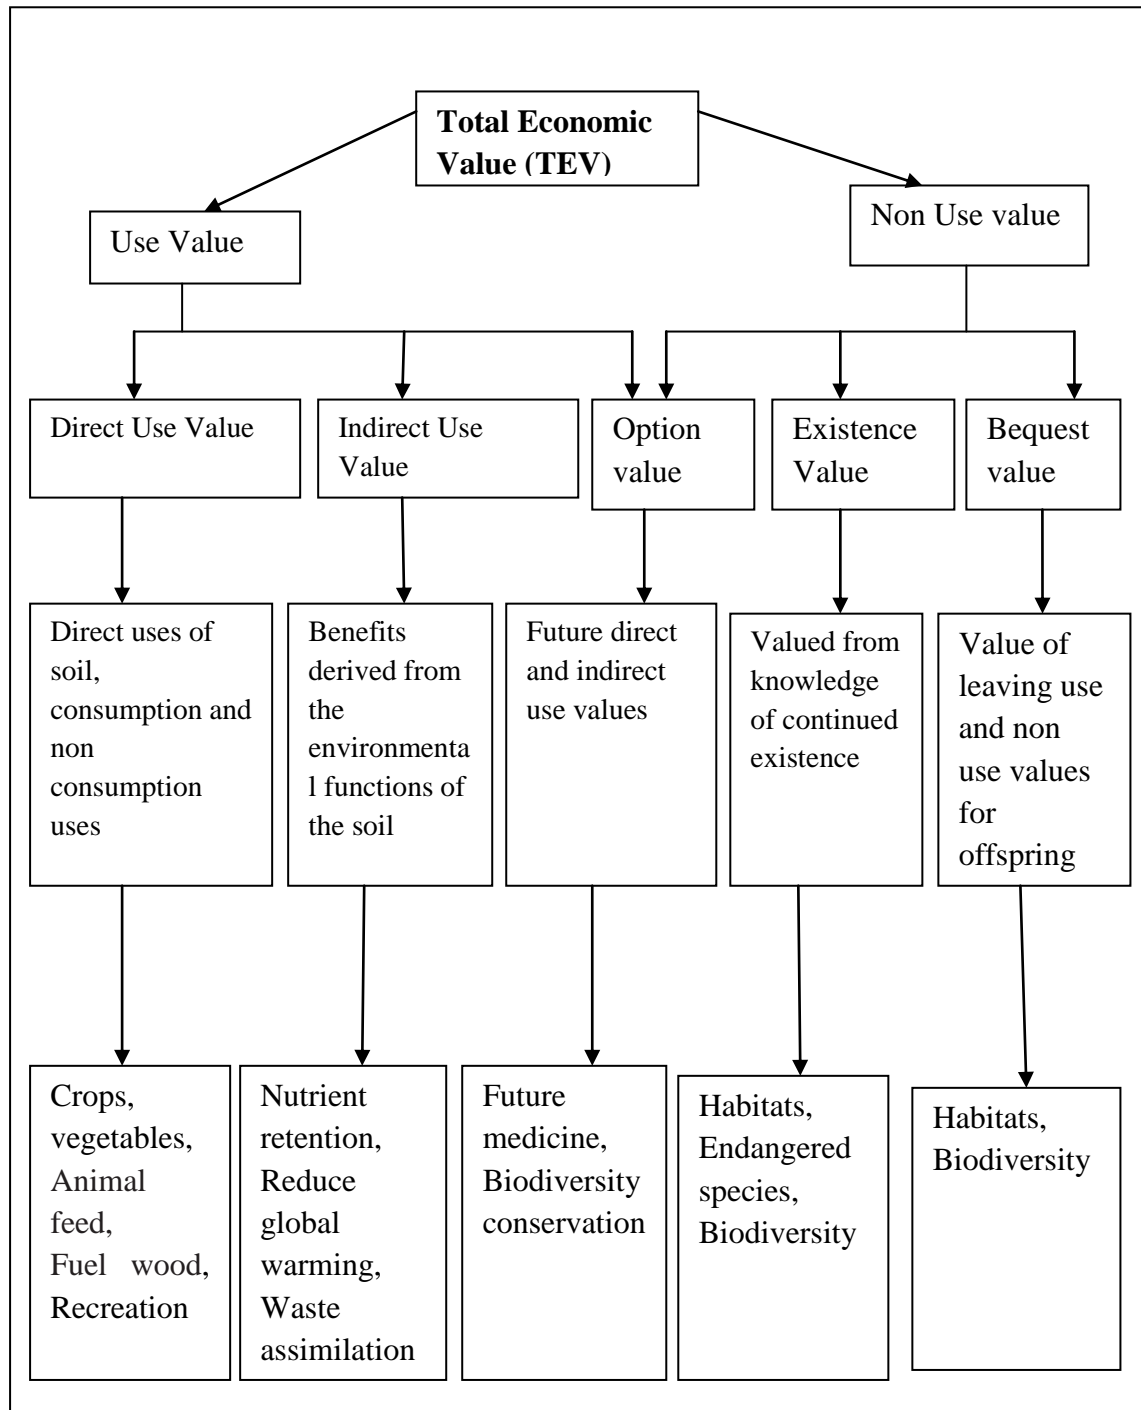 Total Economic
Value (TEV)
Use Value
Non Use value
Direct Use Value
Indirect Use
Value
Option
value
Existence
Value
Bequest
value
Direct uses of
soil,
consumption and
non
consumption
uses
Benefits
derived from
the
environmenta
l functions of
the soil
Future direct
and indirect
use values
Valued from
knowledge
of continued
existence
Value of
leaving use
and non
use values
for
offspring
Crops,
vegetables,
Animal
feed,
Fuel wood,
Recreation
Nutrient
retention,
Reduce
global
warming,
Waste
assimilation
Future
medicine,
Biodiversity
conservation
Habitats,
Endangered
species,
Biodiversity
Habitats,
Biodiversity